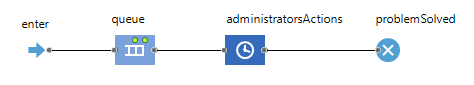 enter
queue
administratorsActions
problemSolved